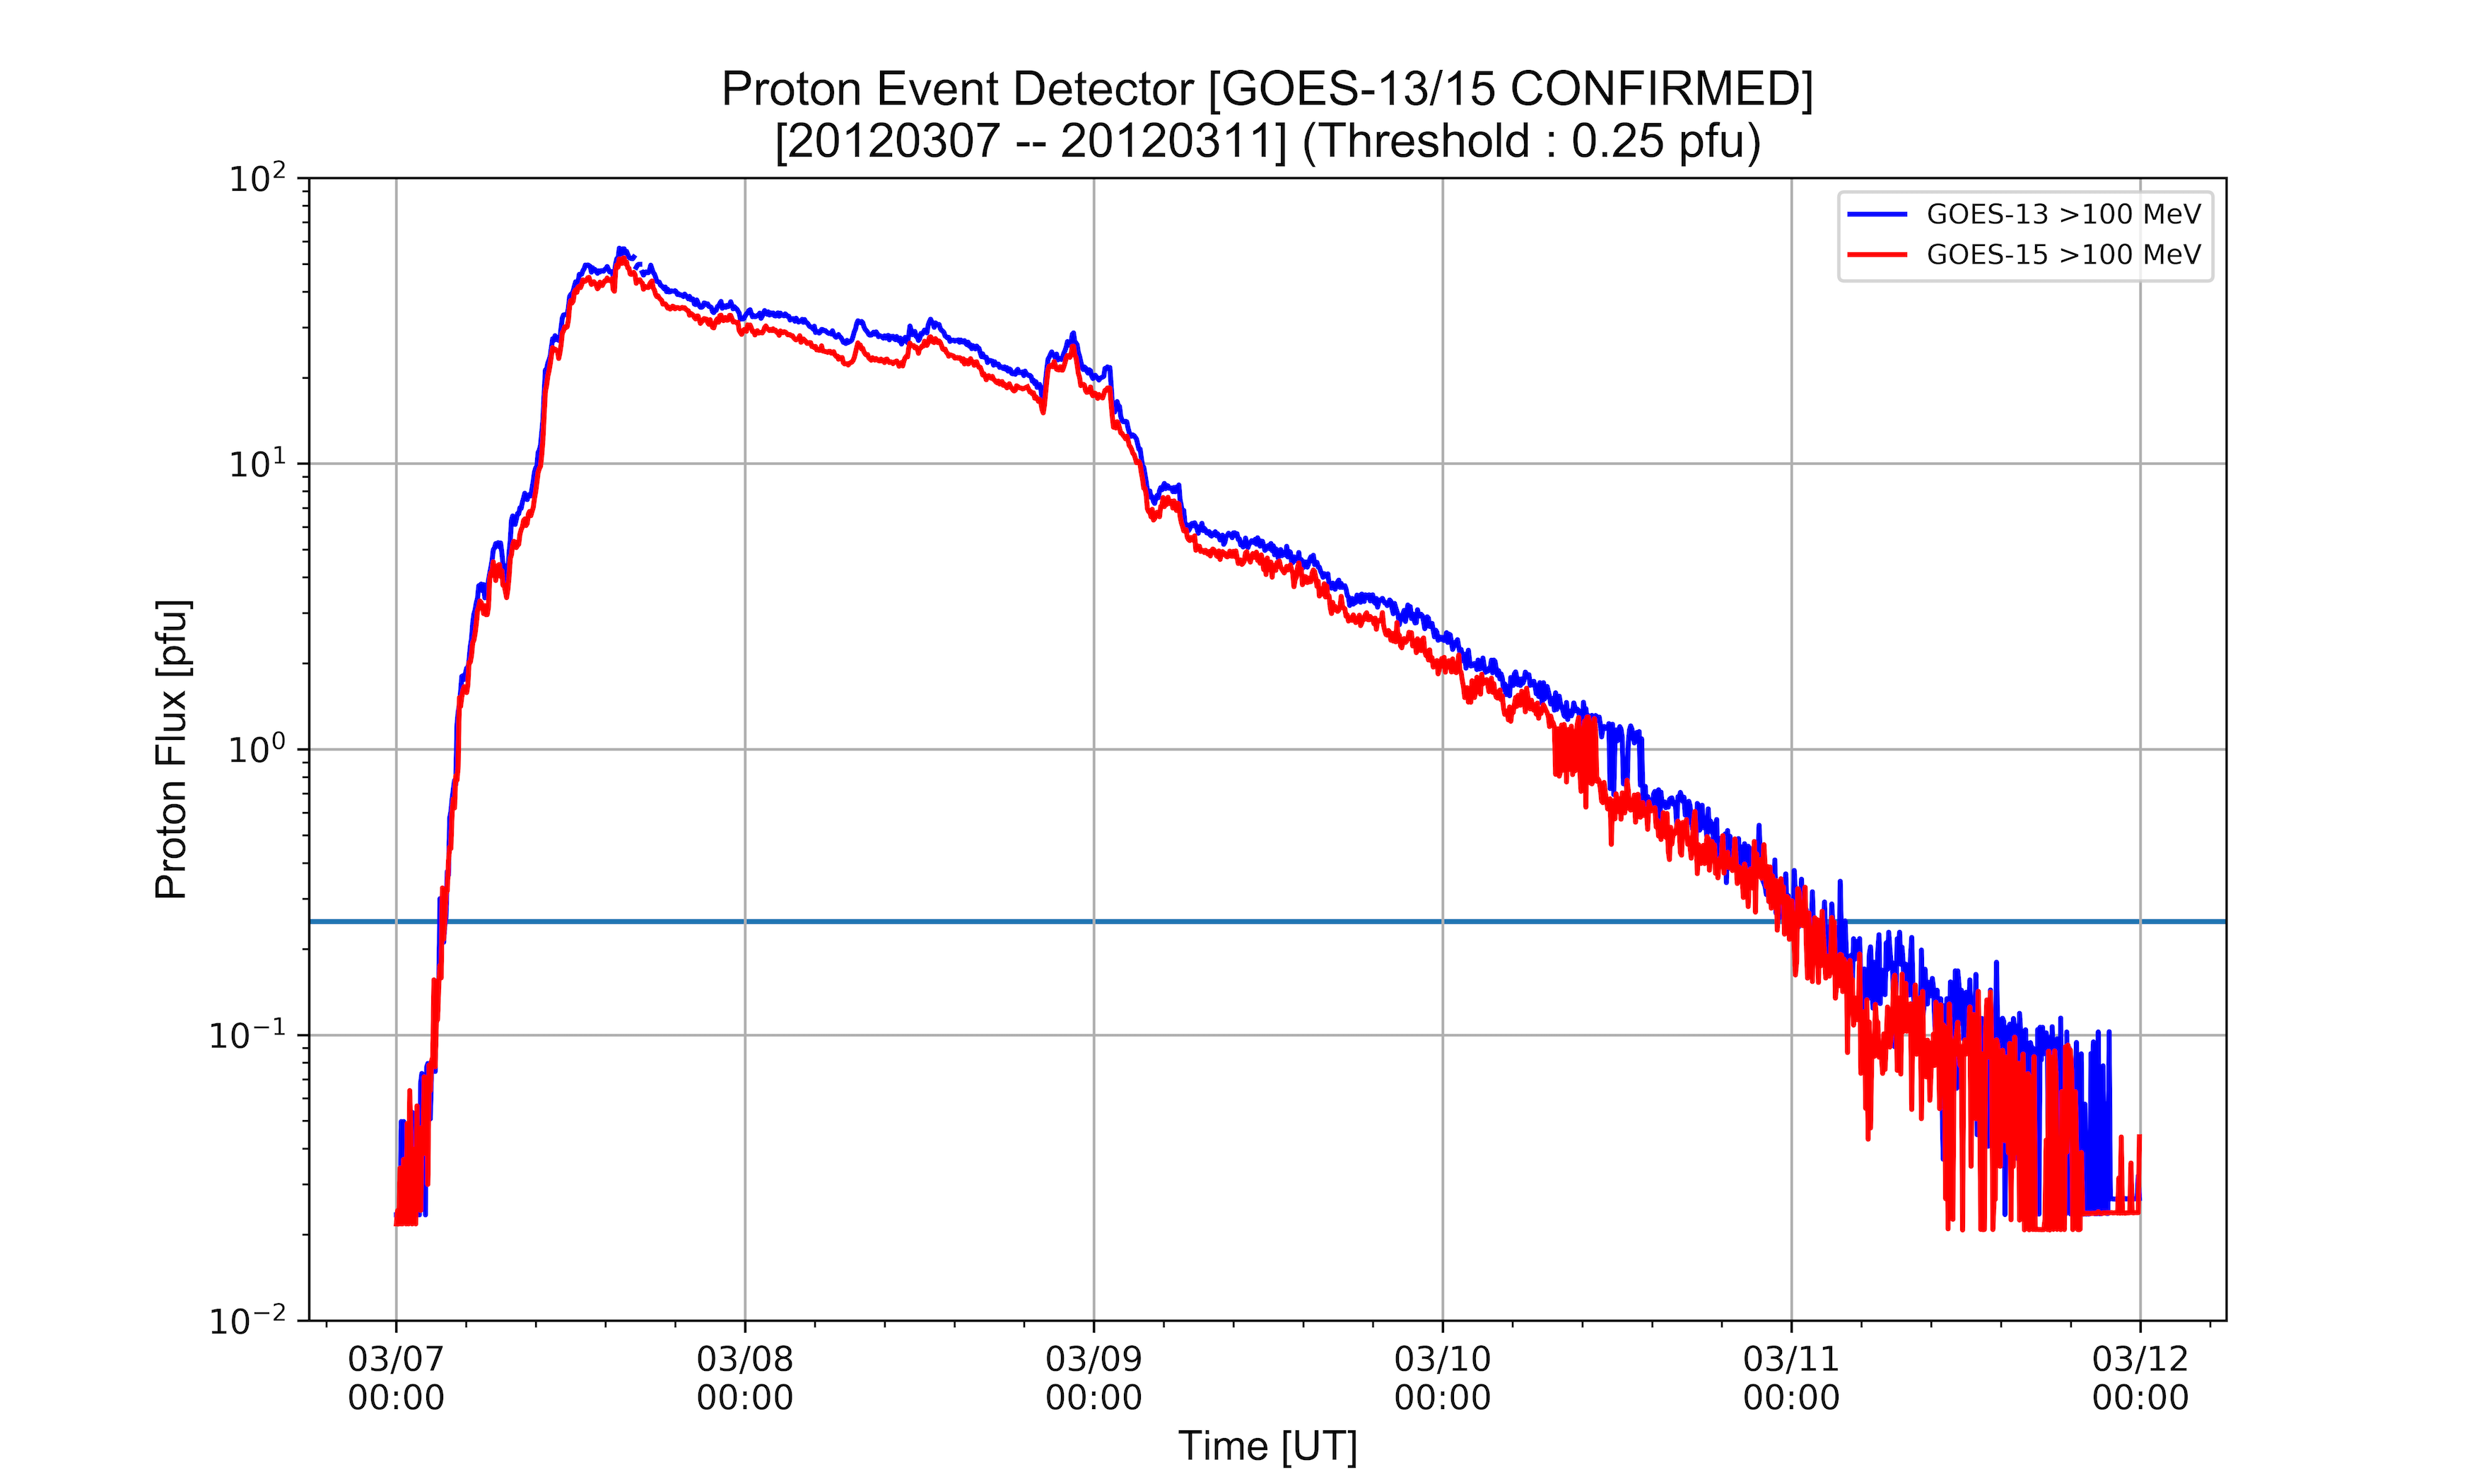 Proton Event Detector [GOES-13/15 CONFIRMED]
[20120307 -- 20120311] (Threshold : 0.25 pfu)
GOES-13 >100 MeV
GOES-15 >100 MeV
Proton Flux [pfu]
10²
10¹
10⁰
10⁻¹
10⁻²
03/07 03/08 03/09 03/10 03/11 03/12
00:00 00:00 00:00 00:00 00:00 00:00
Time [UT]